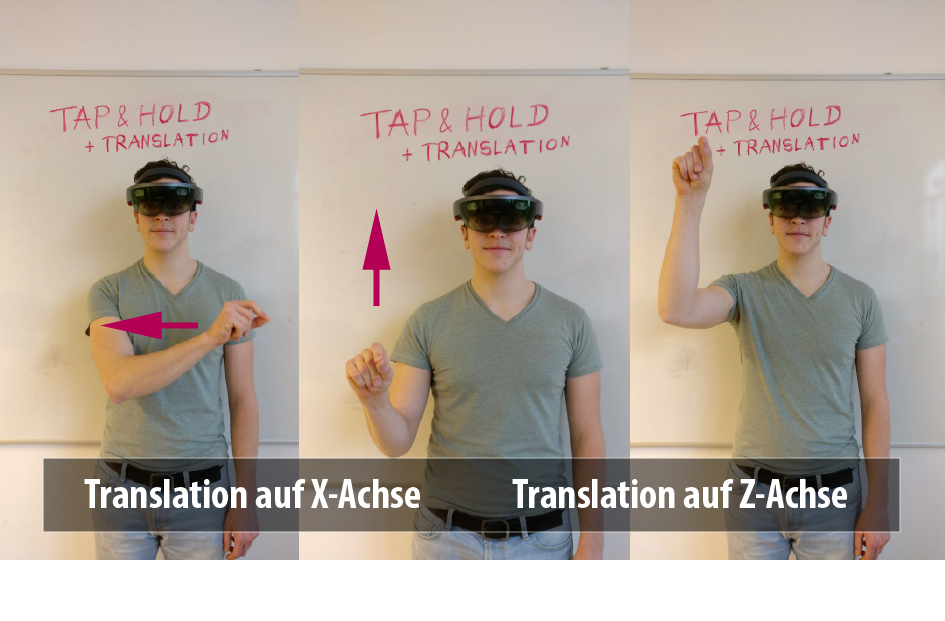 TAP & HOLD
+ TRANSLATION
TAP & HOLD
+ TRANSLATION
TAP & HOLD
+ TRANSLATION
Translation auf X-Achse
Translation auf Z-Achse